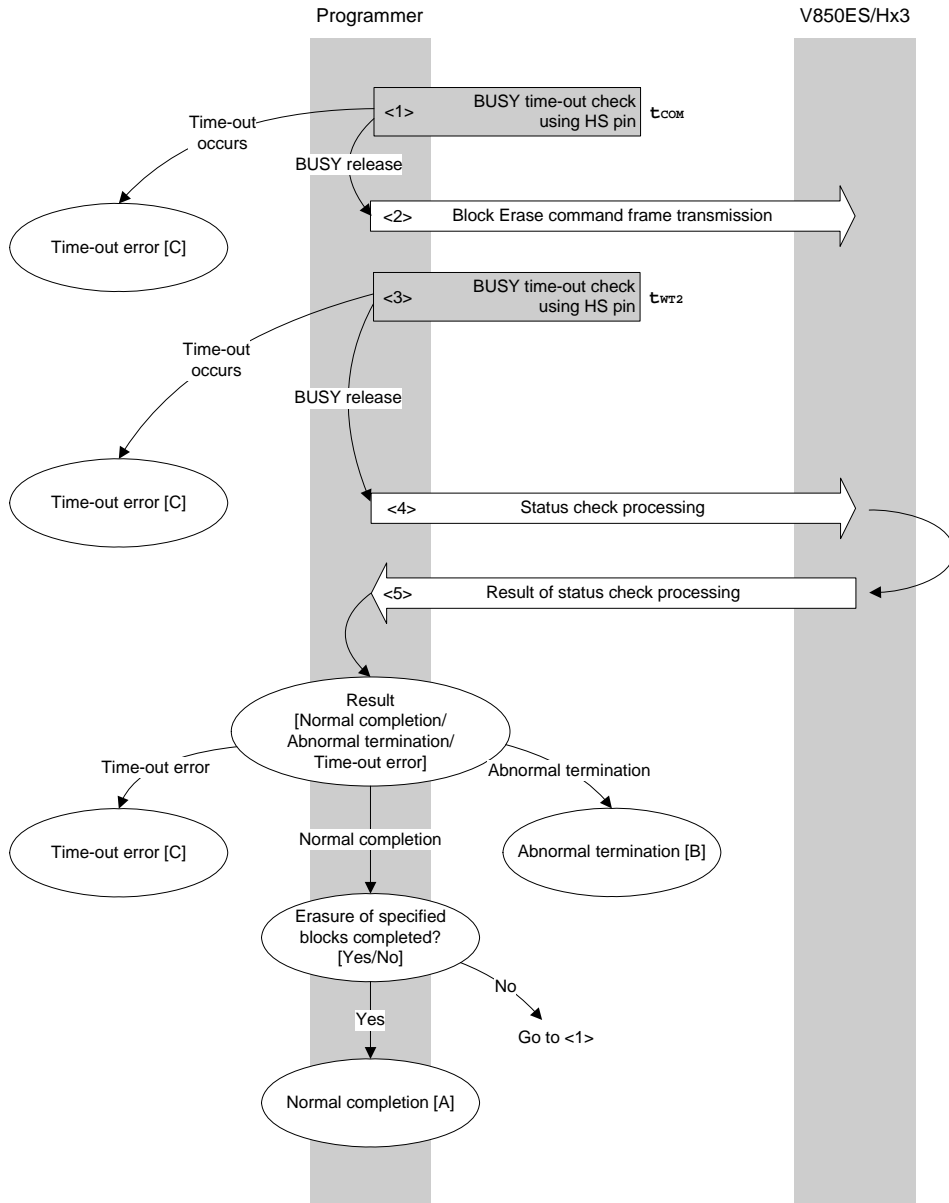 Programmer
V850ES/Hx3
<1>
BUSY time-out check
using HS pin
tCOM
Time-out
occurs
BUSY release
<2>
Block Erase command frame transmission
Time-out error [C]
<3>
BUSY time-out check
using HS pin
tWT2
Time-out
occurs
BUSY release
Time-out error [C]
<4>
Status check processing
<5>
Result of status check processing
Result
[Normal completion/
Abnormal termination/
Time-out error]
Time-out error
Abnormal termination
Normal completion
Time-out error [C]
Abnormal termination [B]
Erasure of specified
blocks completed?
[Yes/No]
No
Yes
Go to <1>
Normal completion [A]